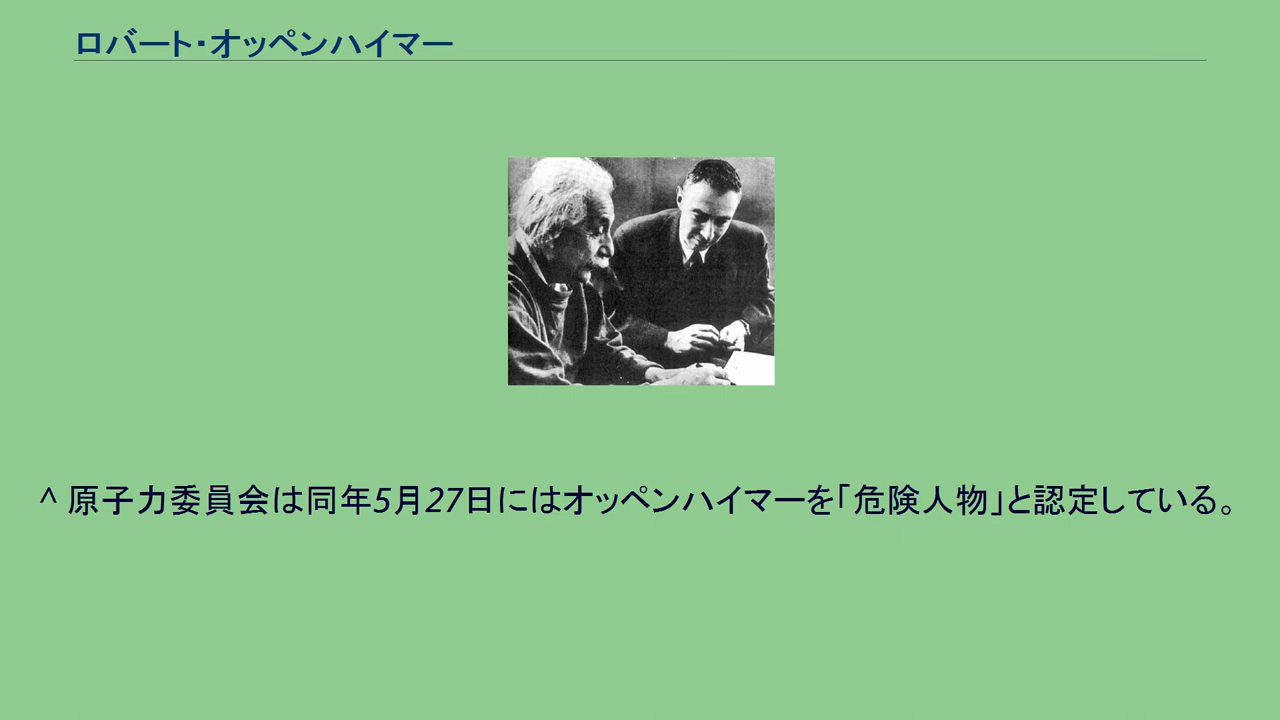 ロバート・オッペンハイマー
^ 原子力委員会は同年5月27日にはオッペンハイマーを「危険人物」と認定している。